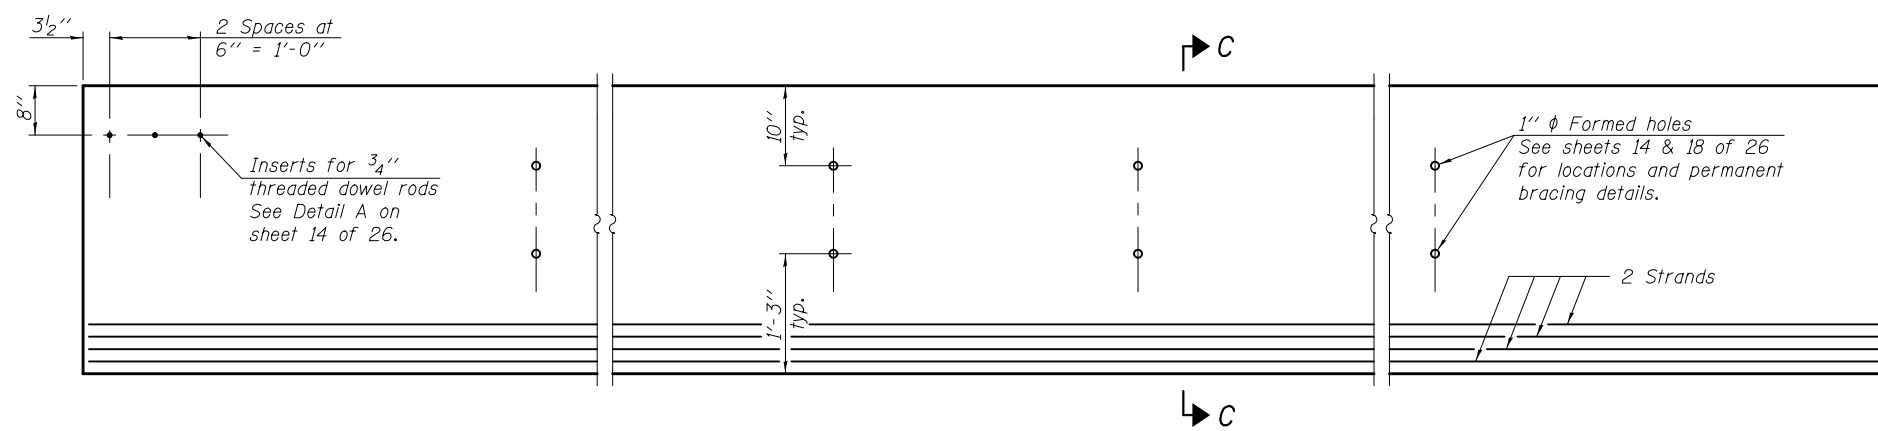 3 1/2"
2 Spaces at
6" = 1'-0"
8"
Inserts for 3/4"
threaded dowel rods
See Detail A on
sheet 14 of 26.
10"
typ.
1'-3"
typ.
C
1" ϕ Formed holes
See sheets 14 & 18 of 26
for locations and permanent
bracing details.
2 Strands
C